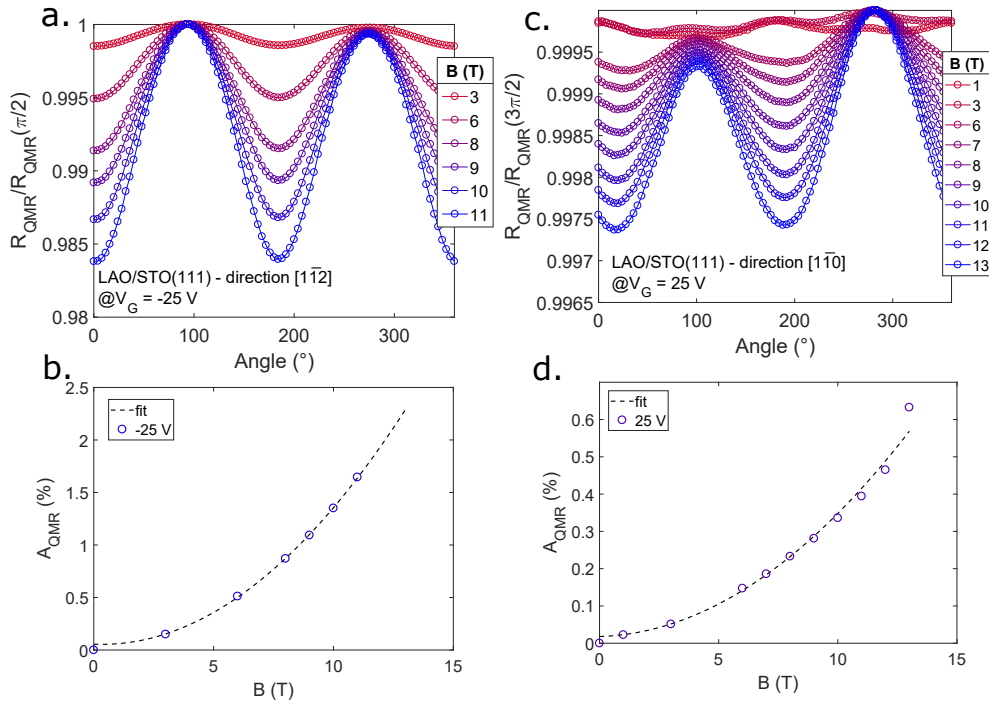 a.
R_QMR/R_QMR(π/2)
1
0.995
0.99
0.985
0.98
0 100 200 300
Angle (°)
B (T)
3
6
8
9
10
11
LAO/STO(111) - direction [11̅2]
@V_G = -25 V
c.
R_QMR/R_QMR(3π/2)
0.9995
0.999
0.9985
0.998
0.9975
0.997
0.9965
0 100 200 300
Angle (°)
B (T)
1
3
6
7
8
9
10
11
12
13
LAO/STO(111) - direction [11̅0]
@V_G = 25 V
b.
A_QMR (%)
2.5
2
1.5
1
0.5
0
0 5 10 15
B (T)
fit
-25 V
d.
A_QMR (%)
0.6
0.5
0.4
0.3
0.2
0.1
0
0 5 10 15
B (T)
fit
25 V